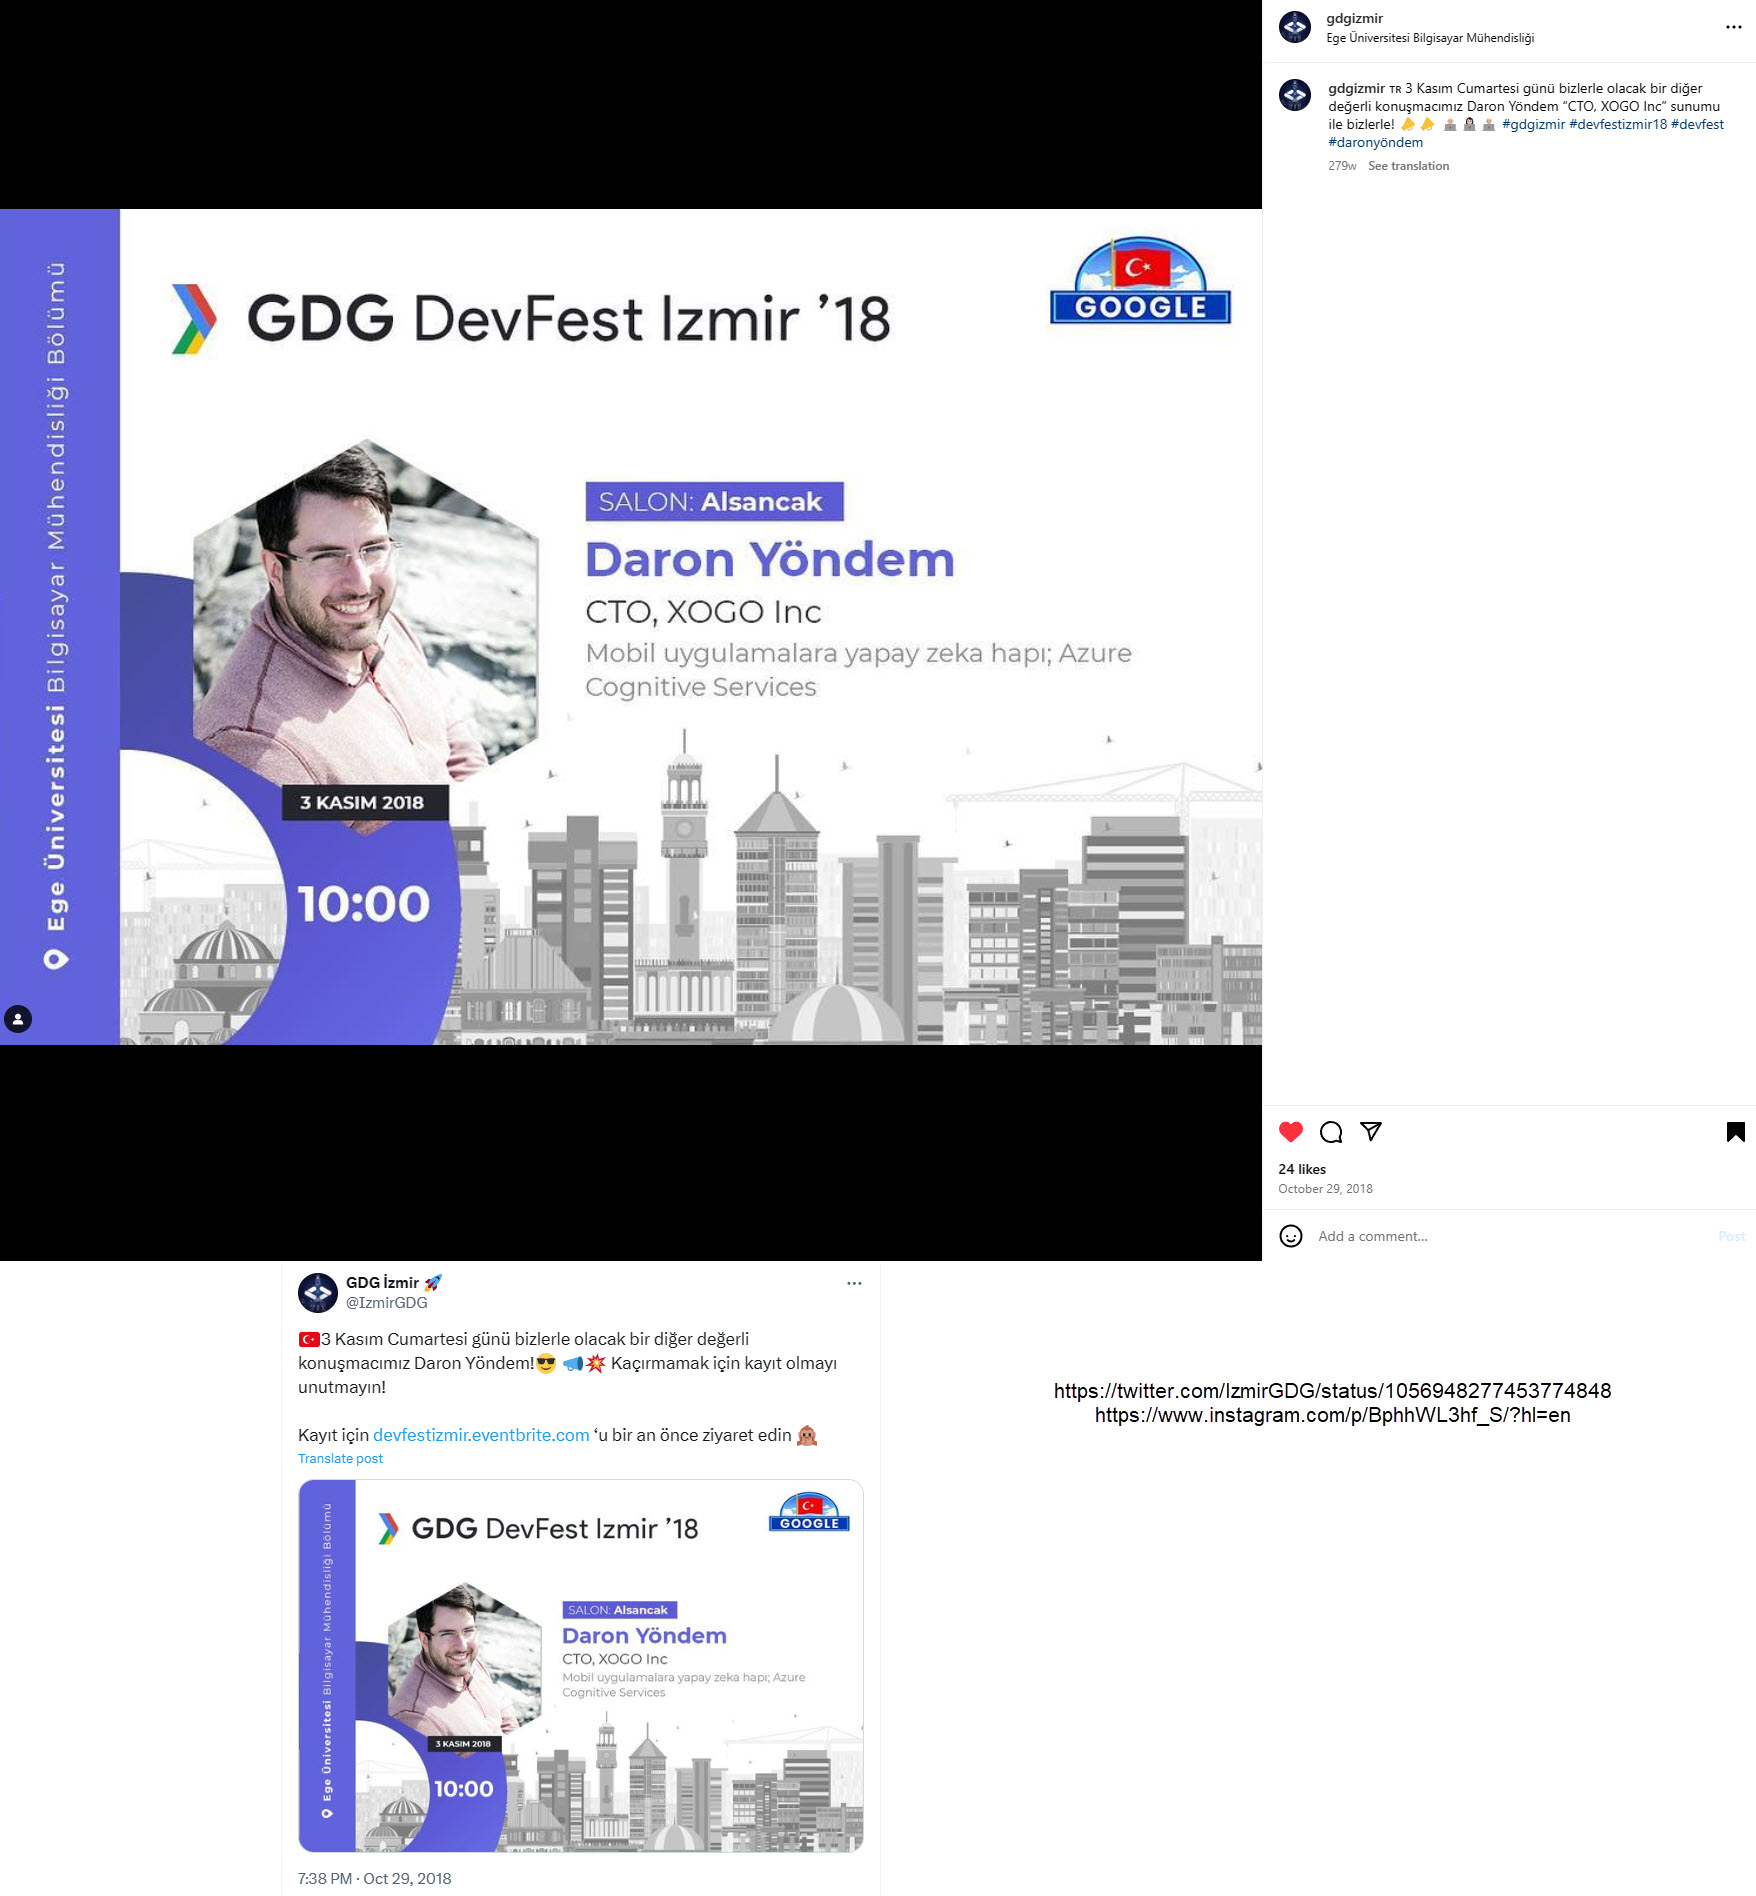 gdgizmir
Ege Üniversitesi Bilgisayar Mühendisliği
gdgizmir TR 3 Kasım Cumartesi günü bizlerle olacak bir diğer
değerli konuşmacımız Daron Yöndem “CTO, XOGO Inc” sunumu
ile bizlerle! #gdgizmir #devfestizmir18 #devfest
#daronyöndem
279w See translation
Ege Üniversitesi Bilgisayar Mühendisliği Bölümü
GDG DevFest Izmir ’18
GOOGLE
SALON: Alsancak
Daron Yöndem
CTO, XOGO Inc
Mobil uygulamalara yapay zeka hapı; Azure
Cognitive Services
3 KASIM 2018
10:00
24 likes
October 29, 2018
Add a comment...
Post
GDG İzmir
@IzmirGDG
3 Kasım Cumartesi günü bizlerle olacak bir diğer değerli
konuşmacımız Daron Yöndem! Kaçırmamak için kayıt olmayı
unutmayın!
Kayıt için devfestizmir.eventbrite.com ‘u bir an önce ziyaret edin
Translate post
Ege Üniversitesi Bilgisayar Mühendisliği Bölümü
GDG DevFest Izmir ’18
GOOGLE
SALON: Alsancak
Daron Yöndem
CTO, XOGO Inc
Mobil uygulamalara yapay zeka hapı; Azure
Cognitive Services
3 KASIM 2018
10:00
7:38 PM · Oct 29, 2018
https://twitter.com/IzmirGDG/status/1056948277453774848
https://www.instagram.com/p/BphhWL3hf_S/?hl=en